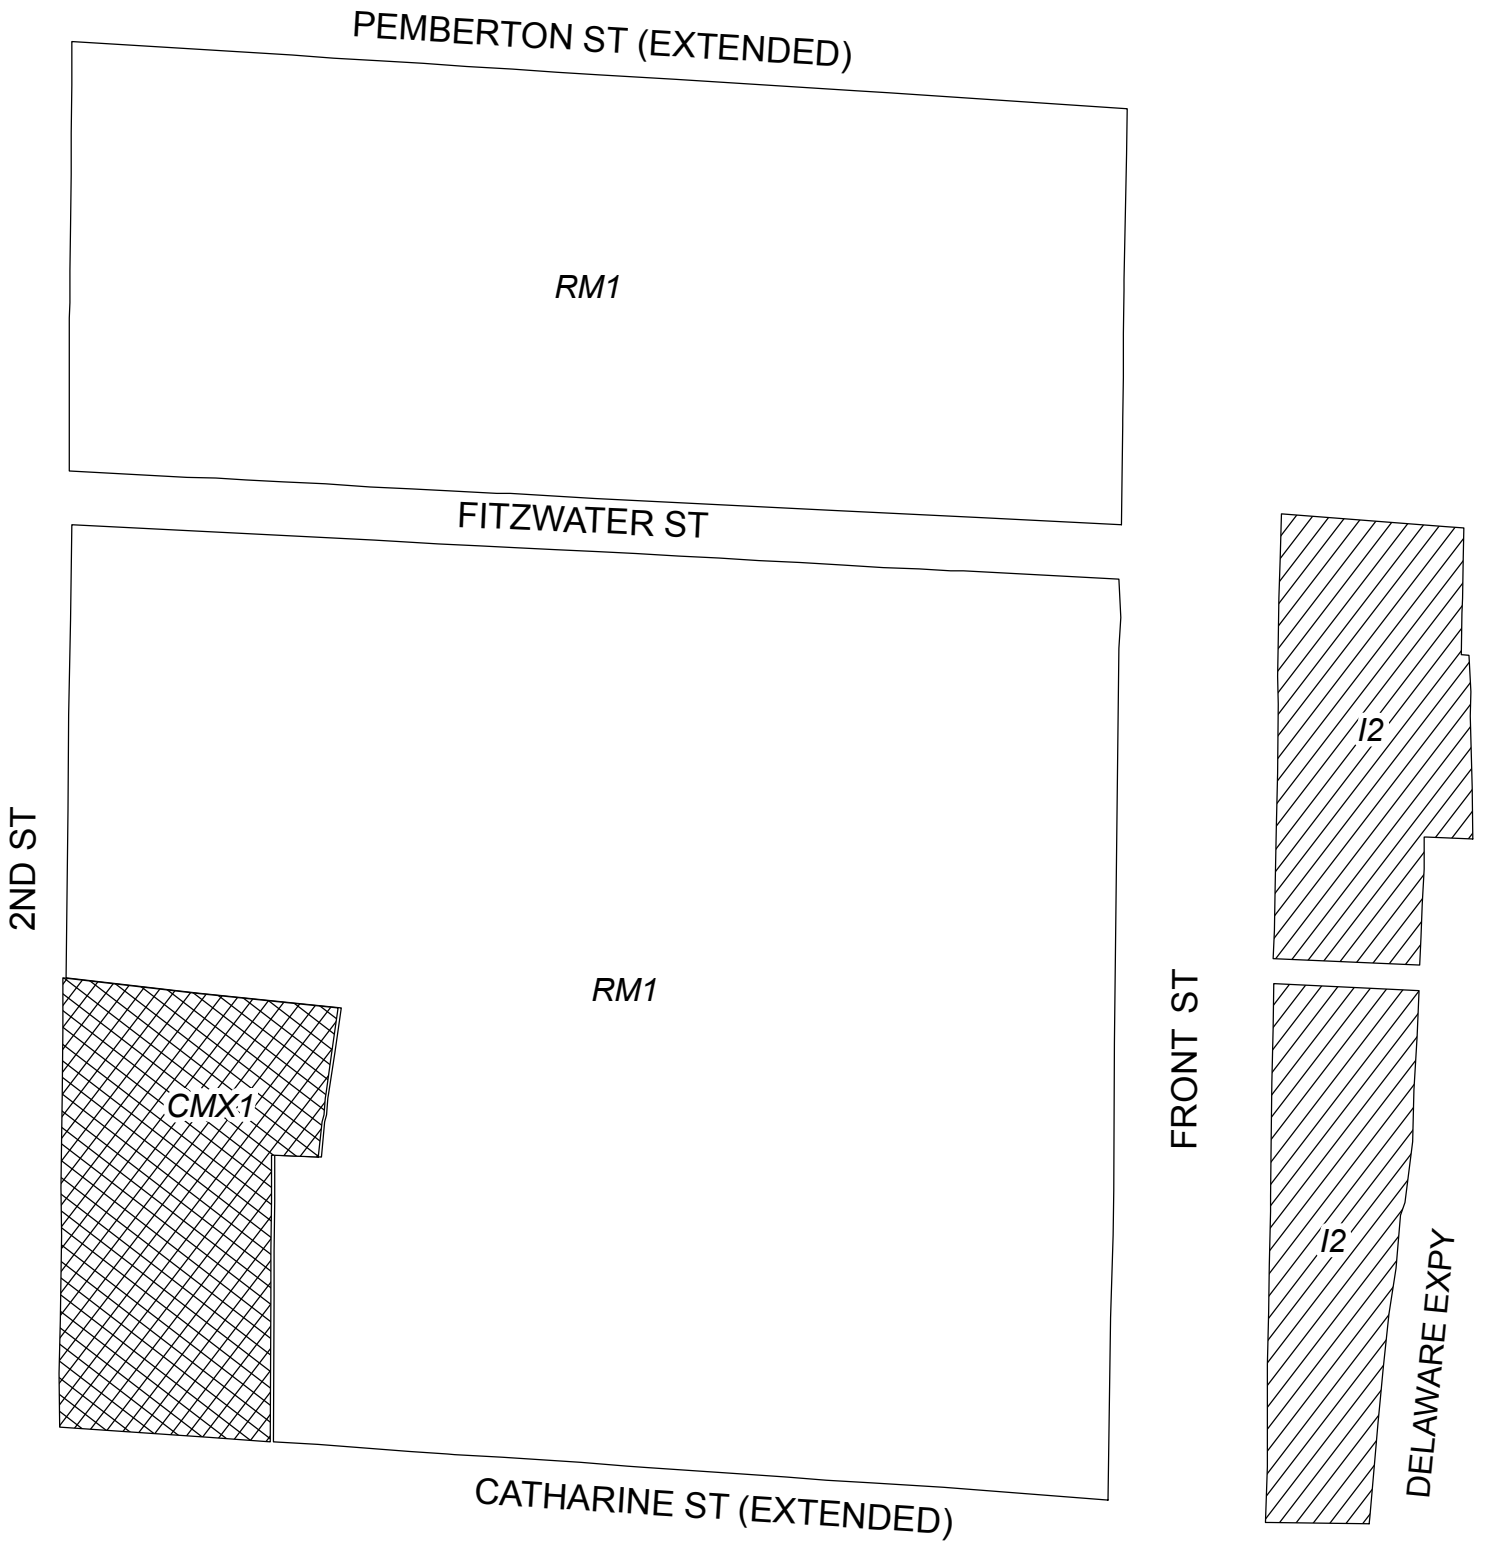 PEMBERTON ST (EXTENDED)
RM1
FITZWATER ST
I2
2ND ST
RM1
FRONT ST
CMX1
I2
DELAWARE EXPY
CATHARINE ST (EXTENDED)